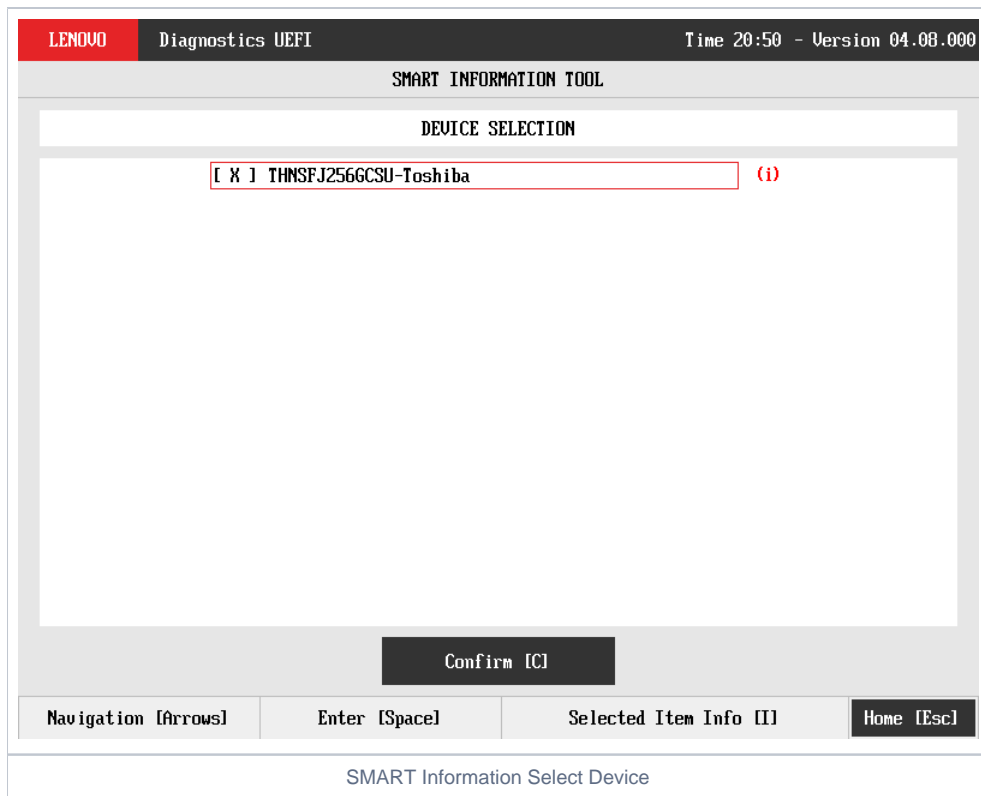 LENOVO Diagnostics UEFI Time 20:50 - Version 04.08.000
SMART INFORMATION TOOL
DEVICE SELECTION
[ X ] THNSFJ256GCSU-Toshiba (i)
Confirm [C]
Navigation [Arrows] Enter [Space] Selected Item Info [I] Home [Esc]
SMART Information Select Device